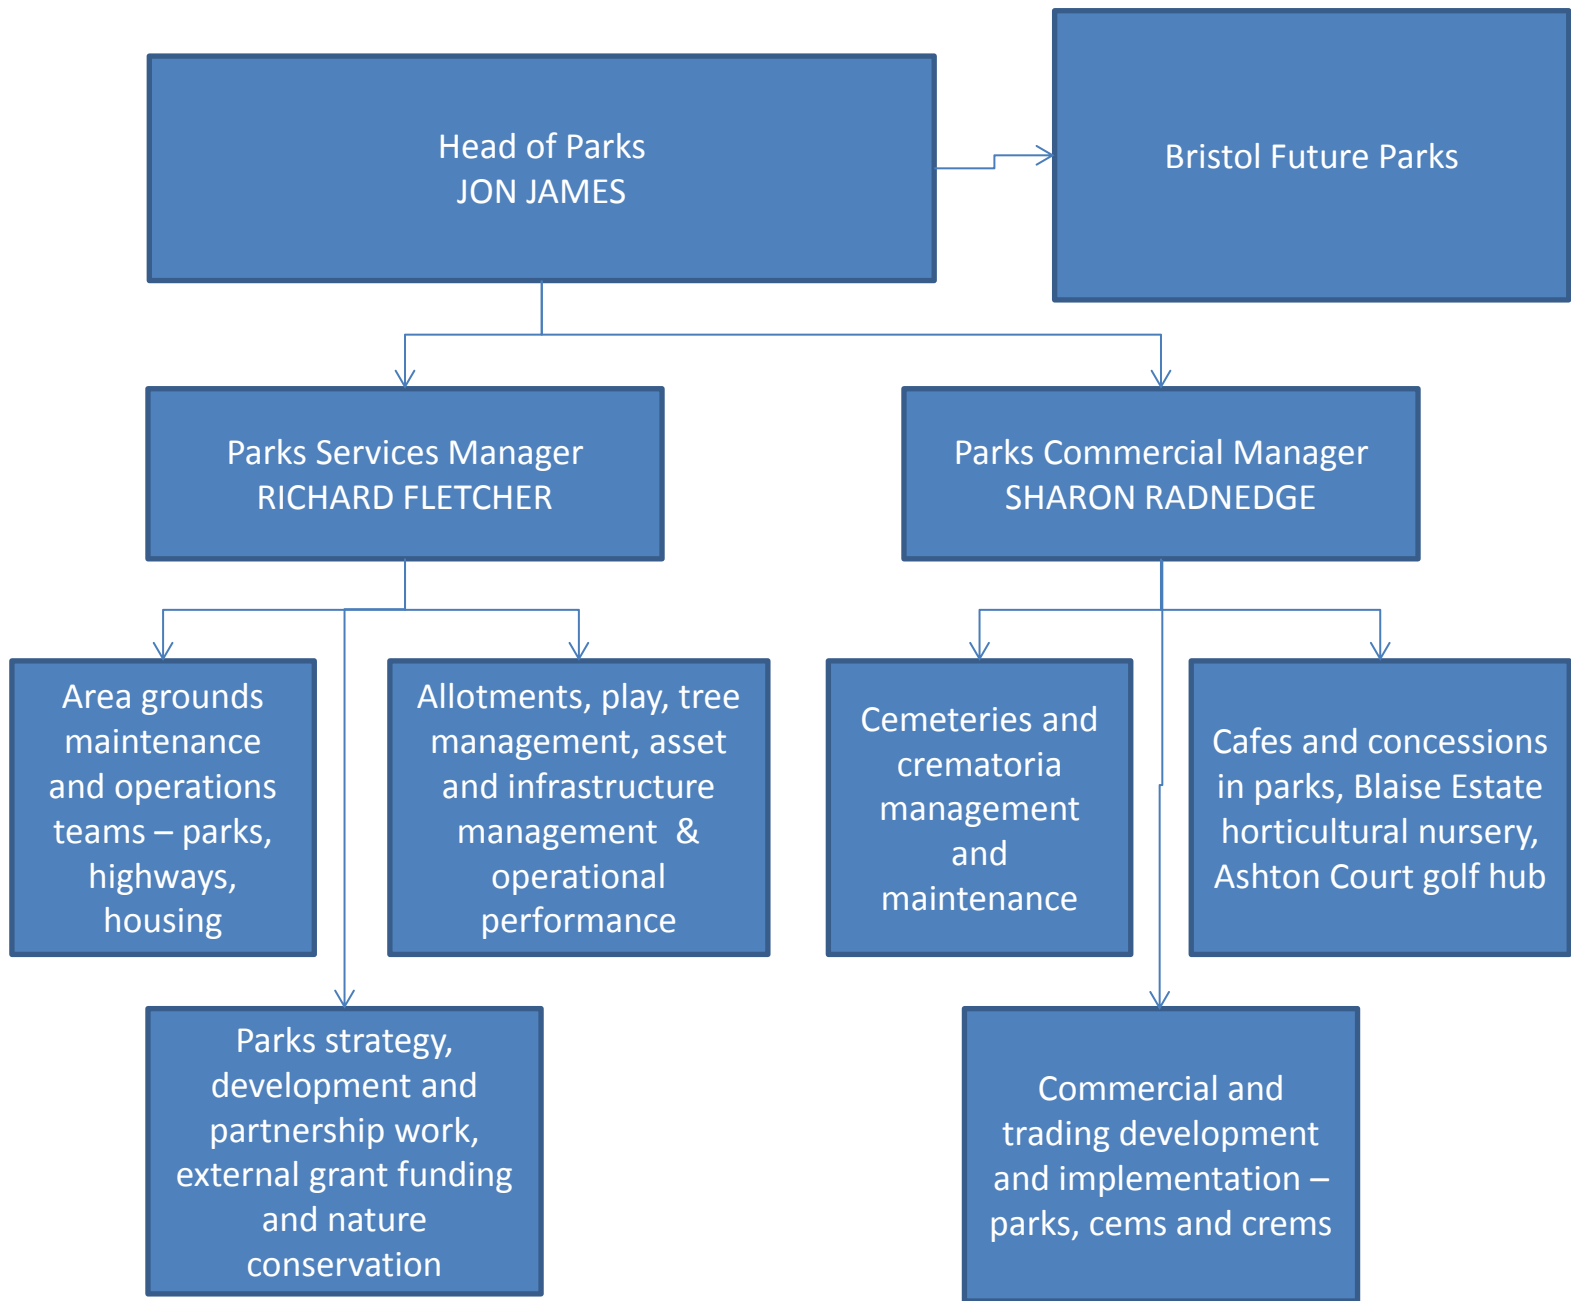 Head of Parks
JON JAMES
Bristol Future Parks
Parks Services Manager
RICHARD FLETCHER
Parks Commercial Manager
SHARON RADNEDGE
Area grounds
maintenance
and operations
teams – parks,
highways,
housing
Allotments, play, tree
management, asset
and infrastructure
management &
operational
performance
Cemeteries and
crematoria
management
and
maintenance
Cafes and concessions
in parks, Blaise Estate
horticultural nursery,
Ashton Court golf hub
Parks strategy,
development and
partnership work,
external grant funding
and nature
conservation
Commercial and
trading development
and implementation –
parks, cems and crems